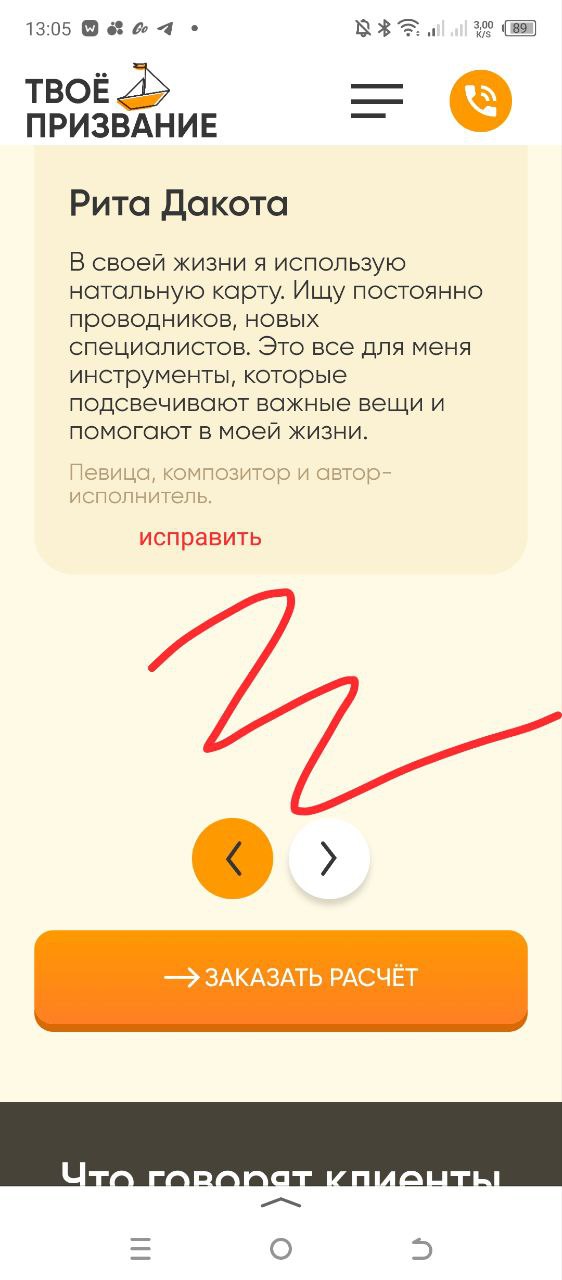 13:05
3,00
K/S
89
ТВОЁ
ПРИЗВАНИЕ
Рита Дакота
В своей жизни я использую
натальную карту. Ищу постоянно
проводников, новых
специалистов. Это все для меня
инструменты, которые
подсвечивают важные вещи и
помогают в моей жизни.
Певица, композитор и автор-
исполнитель.
исправить
ЗАКАЗАТЬ РАСЧЁТ
Что говорят клиенты